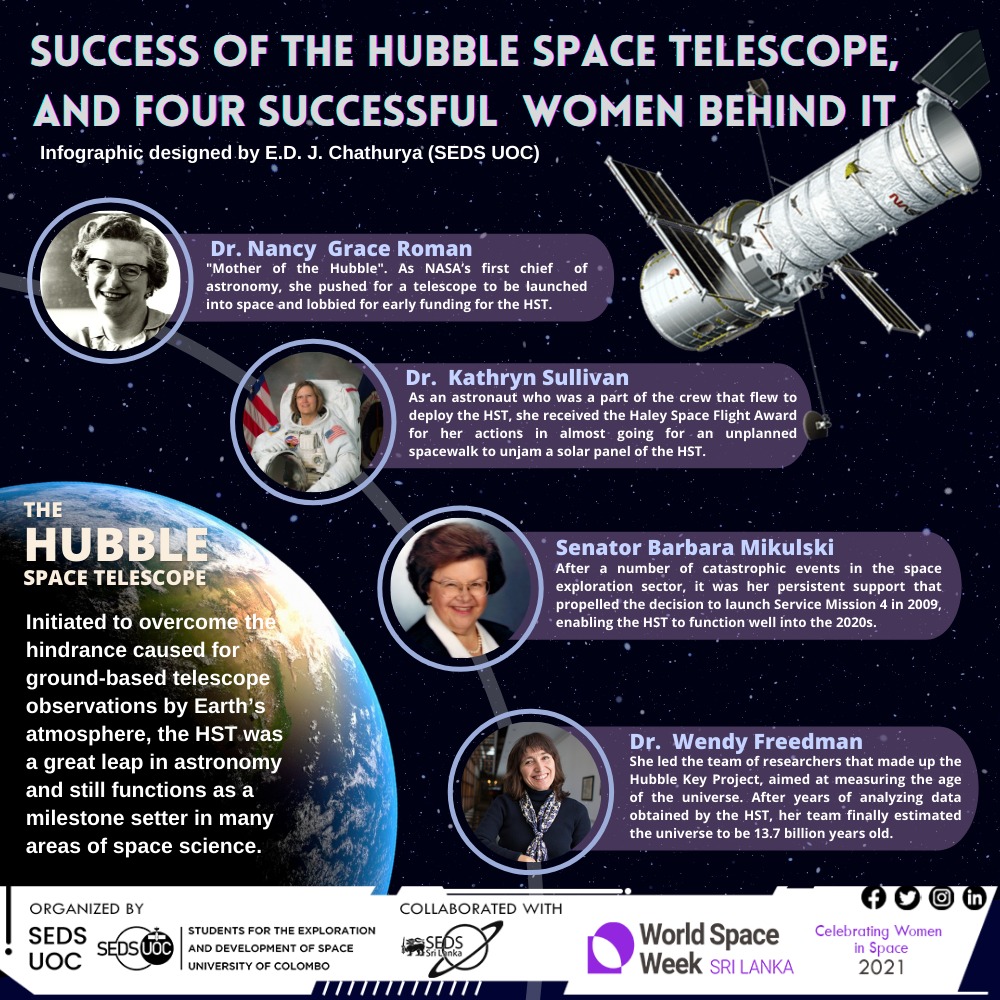 SUCCESS OF THE HUBBLE SPACE TELESCOPE,
AND FOUR SUCCESSFUL WOMEN BEHIND IT
Infographic designed by E.D. J. Chathurya (SEDS UOC)
Dr. Nancy Grace Roman
"Mother of the Hubble". As NASA's first chief of
astronomy, she pushed for a telescope to be launched
into space and lobbied for early funding for the HST.
Dr. Kathryn Sullivan
As an astronaut who was a part of the crew that flew to
deploy the HST, she received the Haley Space Flight Award
for her actions in almost going for an unplanned
spacewalk to unjam a solar panel of the HST.
Senator Barbara Mikulski
After a number of catastrophic events in the space
exploration sector, it was her persistent support that
propelled the decision to launch Service Mission 4 in 2009,
enabling the HST to function well into the 2020s.
Dr. Wendy Freedman
She led the team of researchers that made up the
Hubble Key Project, aimed at measuring the age
of the universe. After years of analyzing data
obtained by the HST, her team finally estimated
the universe to be 13.7 billion years old.
THE
HUBBLE
SPACE TELESCOPE
Initiated to overcome the
hindrance caused for
ground-based telescope
observations by Earth's
atmosphere, the HST was
a great leap in astronomy
and still functions as a
milestone setter in many
areas of space science.
ORGANIZED BY
SEDS
UOC
SEDS UOC
STUDENTS FOR THE EXPLORATION
AND DEVELOPMENT OF SPACE
UNIVERSITY OF COLOMBO
COLLABORATED WITH
SEDS
Sri Lanka
World Space
Week SRI LANKA
Celebrating Women
in Space
2021